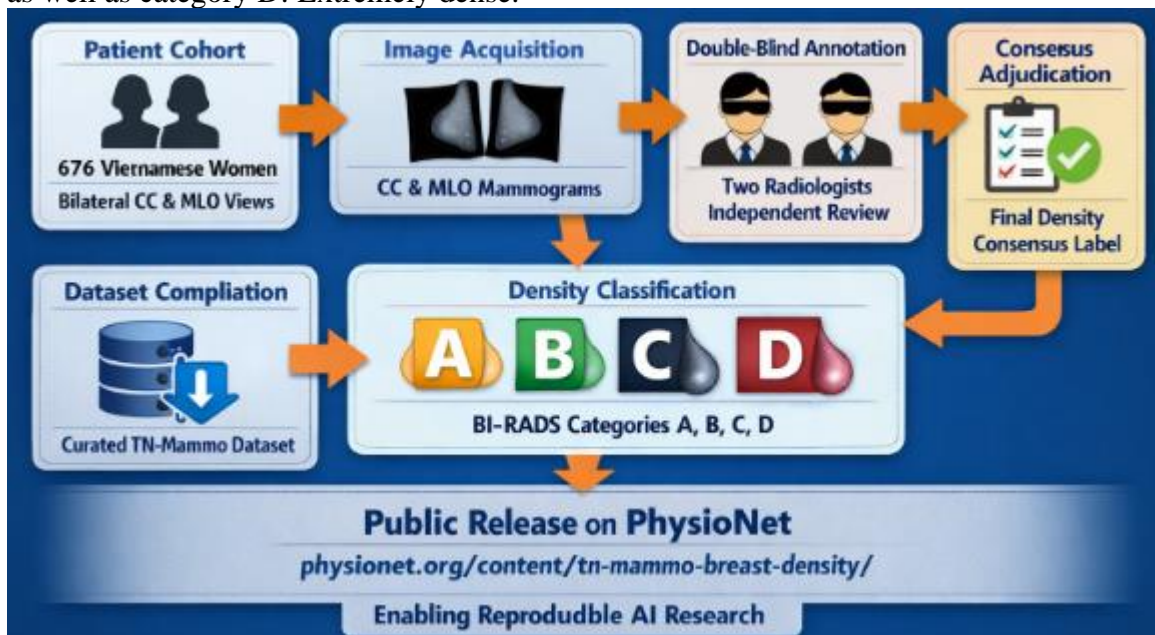 as well as category D: Extremely dense.
Patient Cohort
676 Viernamese Women
Bilateral CC & MLO Views
Image Acquisition
CC & MLO Mammograms
Double-Blind Annotation
Two Radiologists
Independent Review
Consesus
Adjudication
Final Density
Consensus Label
Dataset Compliation
Curated TN-Mammo Dataset
Density Classification
A B C D
BI-RADS Categories A, B, C, D
Public Release on PhysioNet
physionet.org/content/tn-mammo-breast-density/
Enabling Reprodudble AI Research